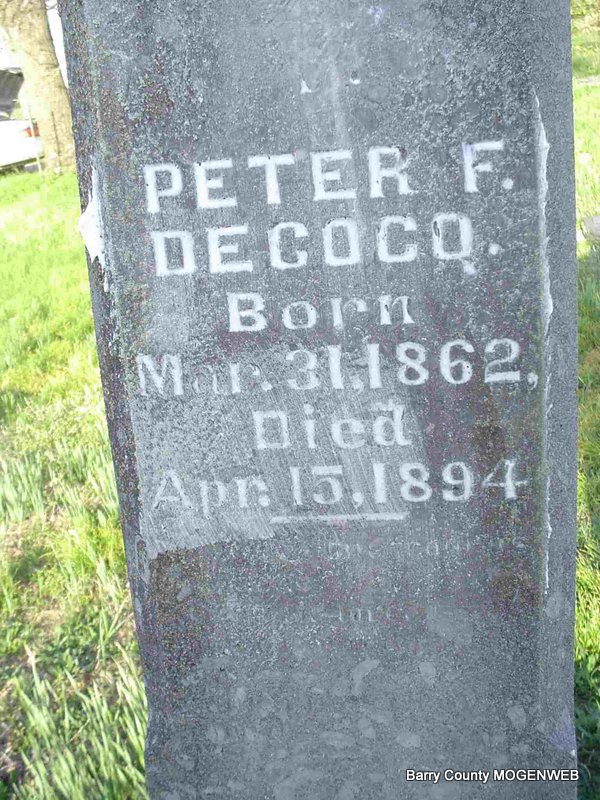 PETER F.
DECOCQ.
Born
Mar. 31, 1862,
Died
Apr. 15, 1894
Barry County MOGENWEB